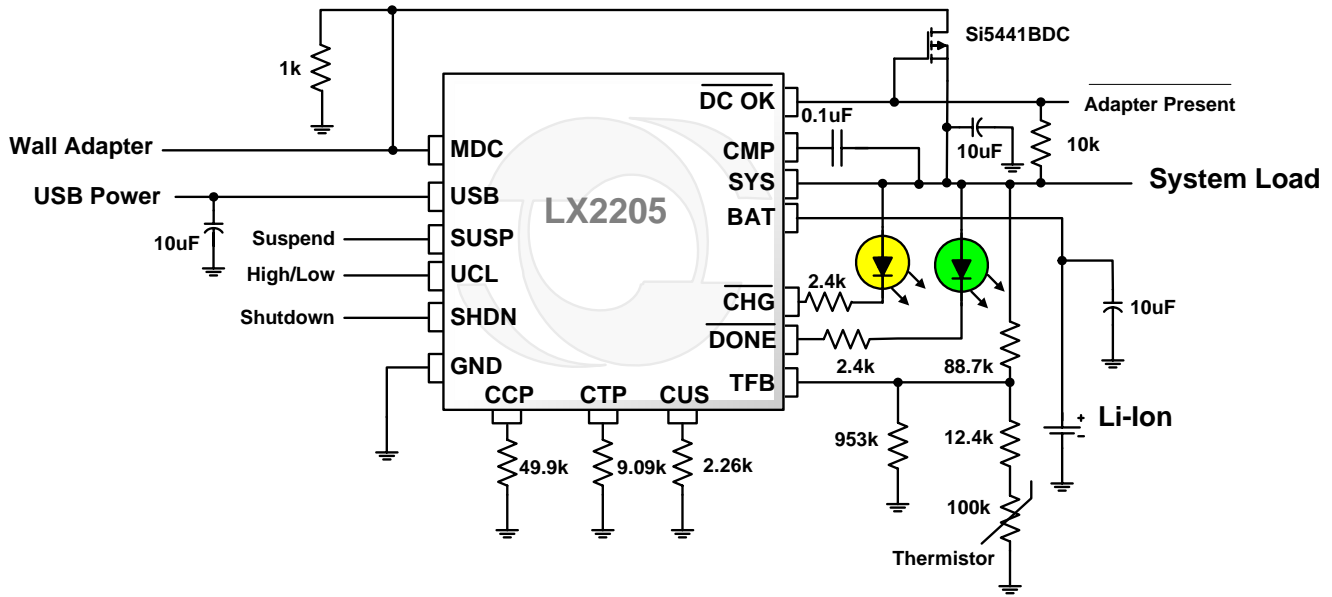 Si5441BDC
1k
DC OK
Adapter Present
0.1uF
Wall Adapter
MDC
CMP
10uF
10k
SYS
System Load
USB Power
USB
LX2205
BAT
10uF
Suspend
SUSP
High/Low
UCL
2.4k
CHG
10uF
Shutdown
SHDN
DONE
2.4k
88.7k
GND
TFB
CCP
CTP
CUS
+
-
Li-Ion
953k
12.4k
49.9k
9.09k
2.26k
100k
Thermistor